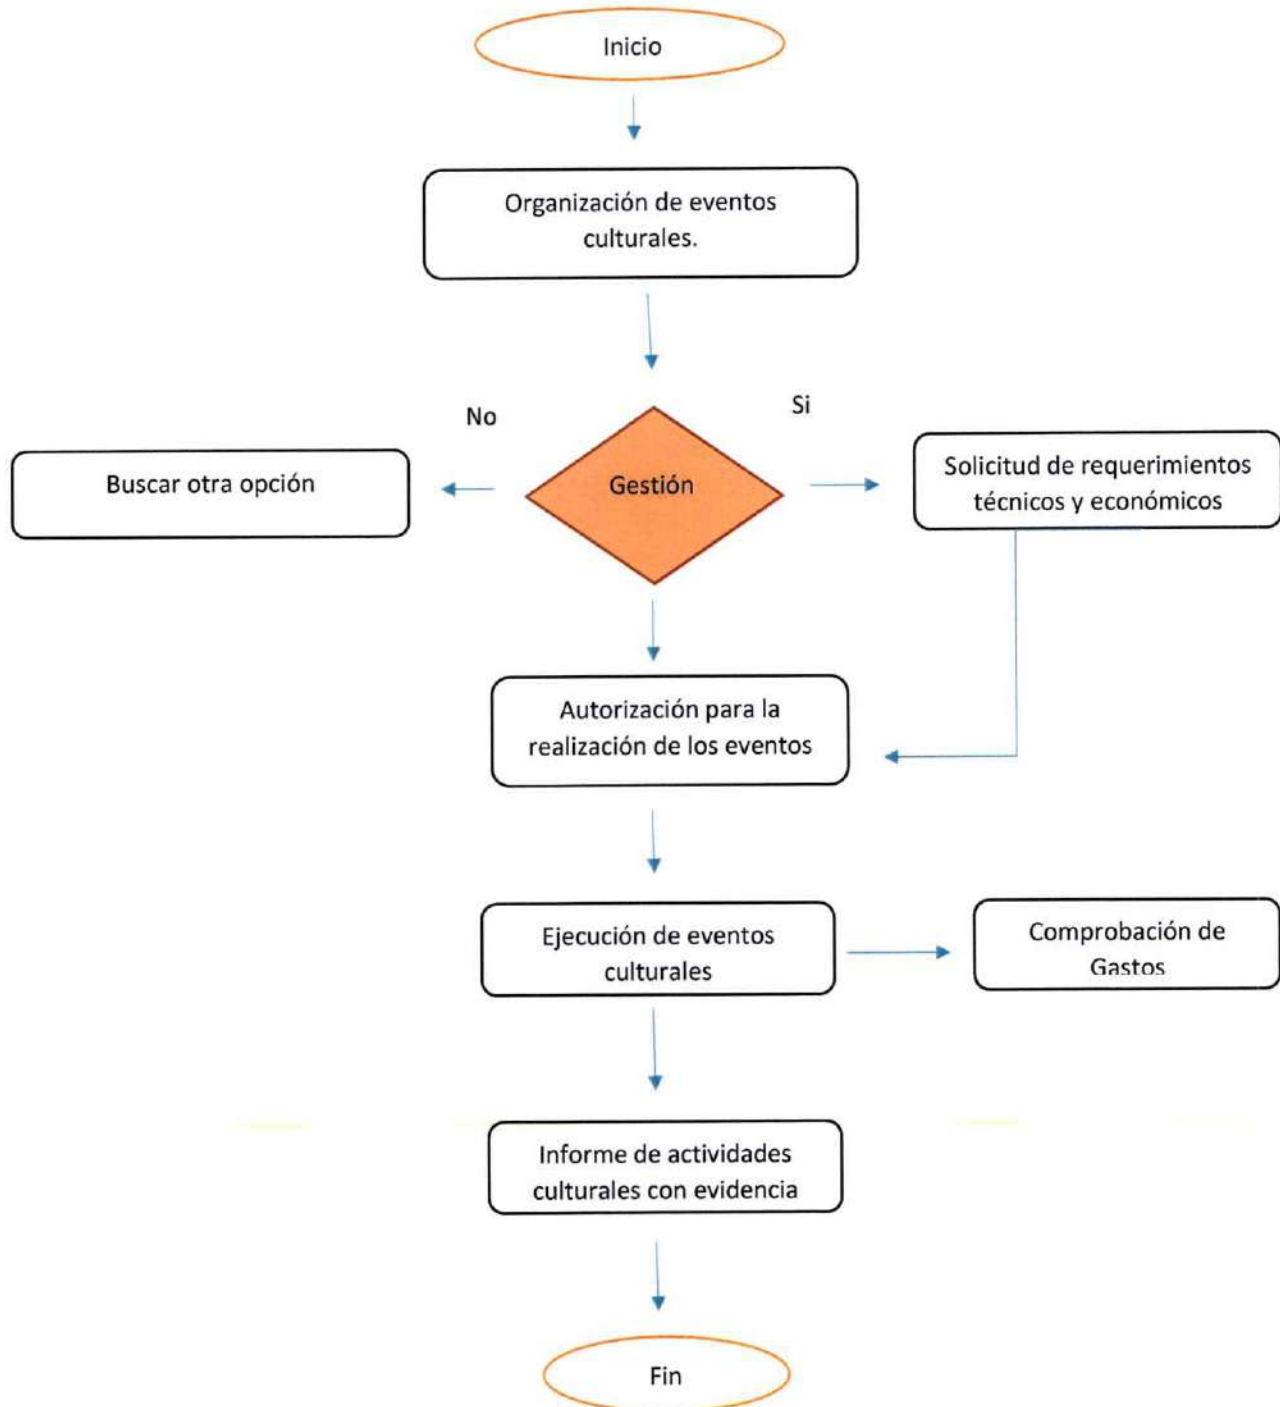 Inicio
Organización de eventos
culturales.
No
Si
Buscar otra opción
Gestión
Solicitud de requerimientos
técnicos y económicos
Autorización para la
realización de los eventos
Ejecución de eventos
culturales
Comprobación de
Gastos
Informe de actividades
culturales con evidencia
Fin